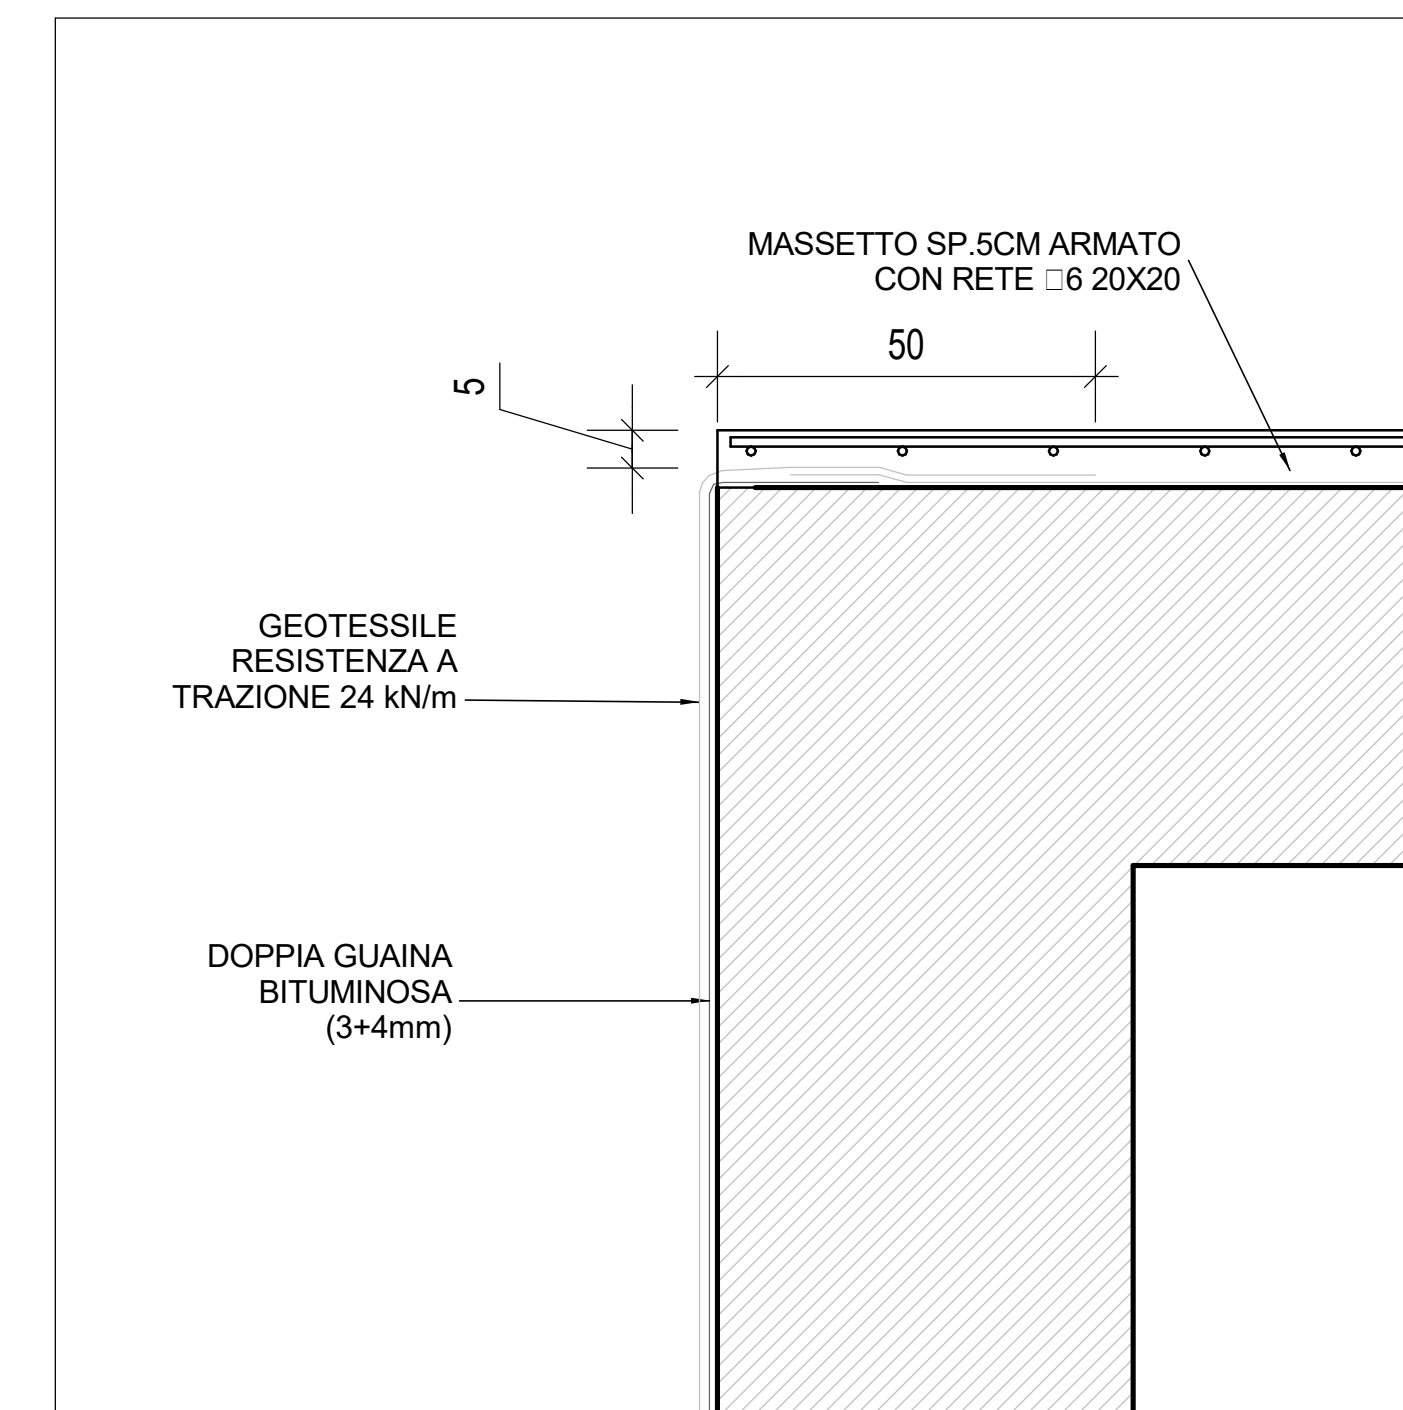 MASSETTO SP.5CM ARMATO
CON RETE □6 20X20
50
5
GEOTESSILE
RESISTENZA A
TRAZIONE 24 kN/m
DOPPIA GUAINA
BITUMINOSA
(3+4mm)